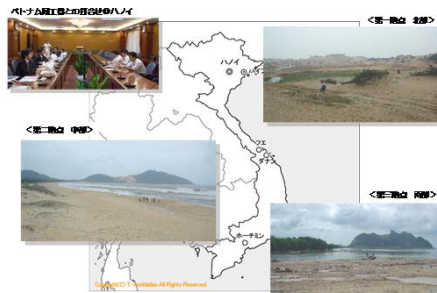 ベトナム商工省との打合せ@ハノイ
<第一地点 北部>
ハノイ
<第二地点 中部>
フエ
ダナン
<第三地点 南部>
ホーチミン
Copyright(C) T-worldatlas All Rights Reserved.